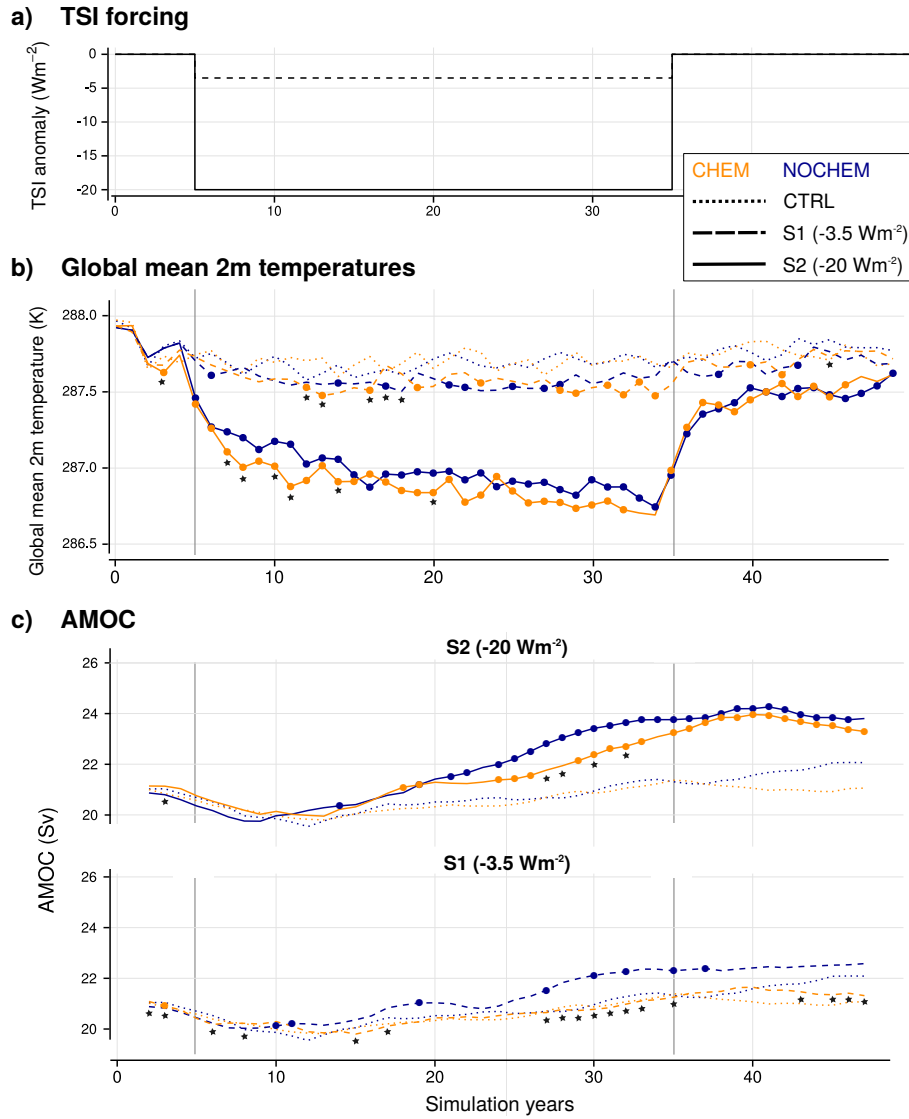 a) TSI forcing
TSI anomaly (Wm⁻²)
0
-5
-10
-15
-20
0 10 20 30
CHEM NOCHEM
CTRL
S1 (-3.5 Wm⁻²)
S2 (-20 Wm⁻²)
b) Global mean 2m temperatures
Global mean 2m temperature (K)
288.0
287.5
287.0
286.5
0 10 20 30 40
c) AMOC
AMOC (Sv)
S2 (-20 Wm⁻²)
26
24
22
20
S1 (-3.5 Wm⁻²)
26
24
22
20
0 10 20 30 40
Simulation years